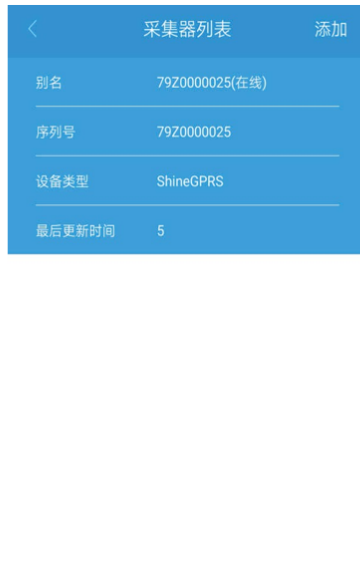 采集器列表 添加
别名 79Z0000025(在线)
序列号 79Z0000025
设备类型 ShineGPRS
最后更新时间 5